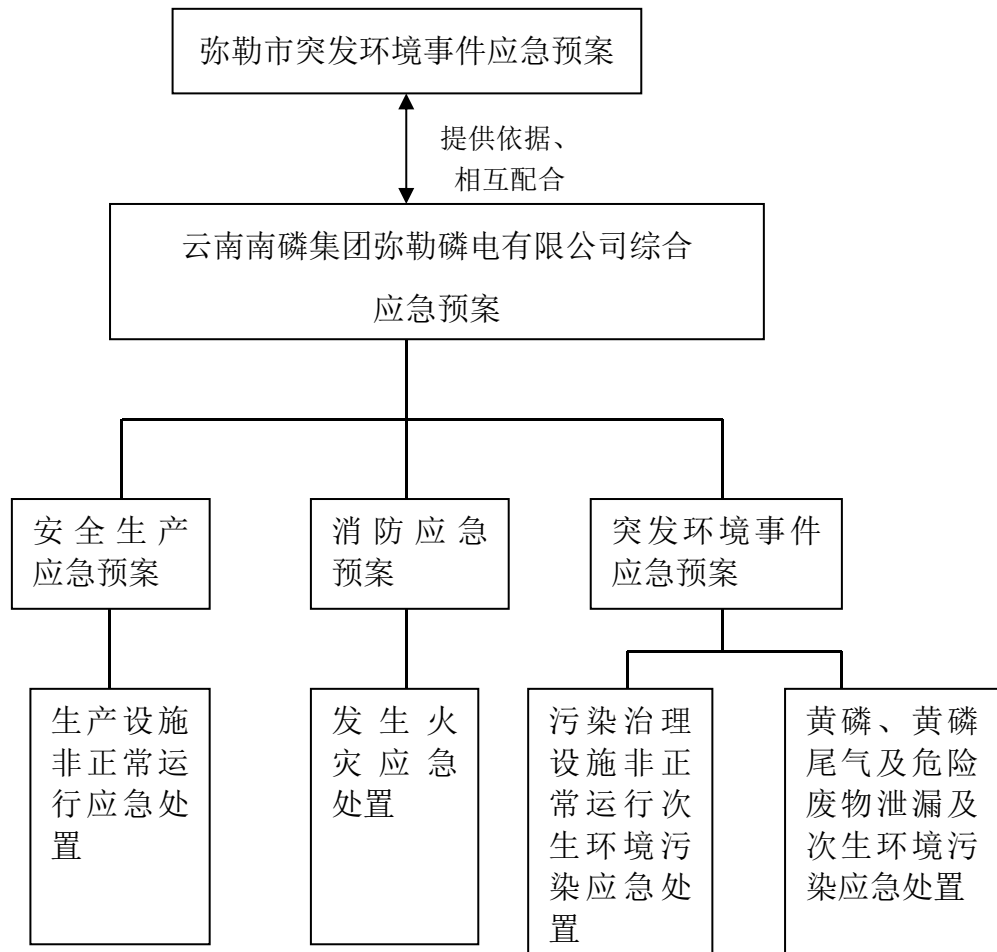 弥勒市突发环境事件应急预案
提供依据、
相互配合
云南南磷集团弥勒磷电有限公司综合
应急预案
安全生产
应急预案
消防应急
预案
突发环境事件
应急预案
生产设施
非正常运
行应急处
置
发生火
灾应急
处置
污染治理
设施非正
常运行次
生环境污
染应急处
置
黄磷、黄磷
尾气及危险
废物泄漏及
次生环境污
染应急处置